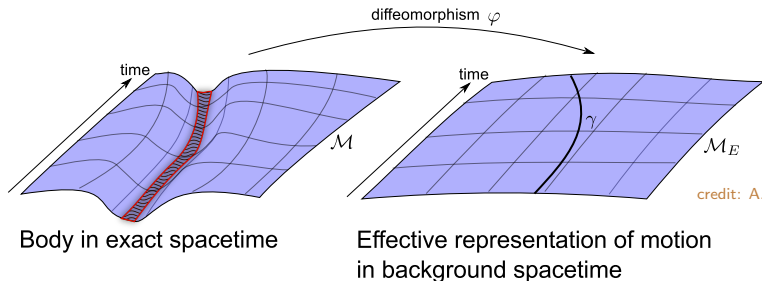 diffeomorphism φ
time
time
γ
ℳ
ℳ_E
credit: A.
Body in exact spacetime
Effective representation of motion
in background spacetime